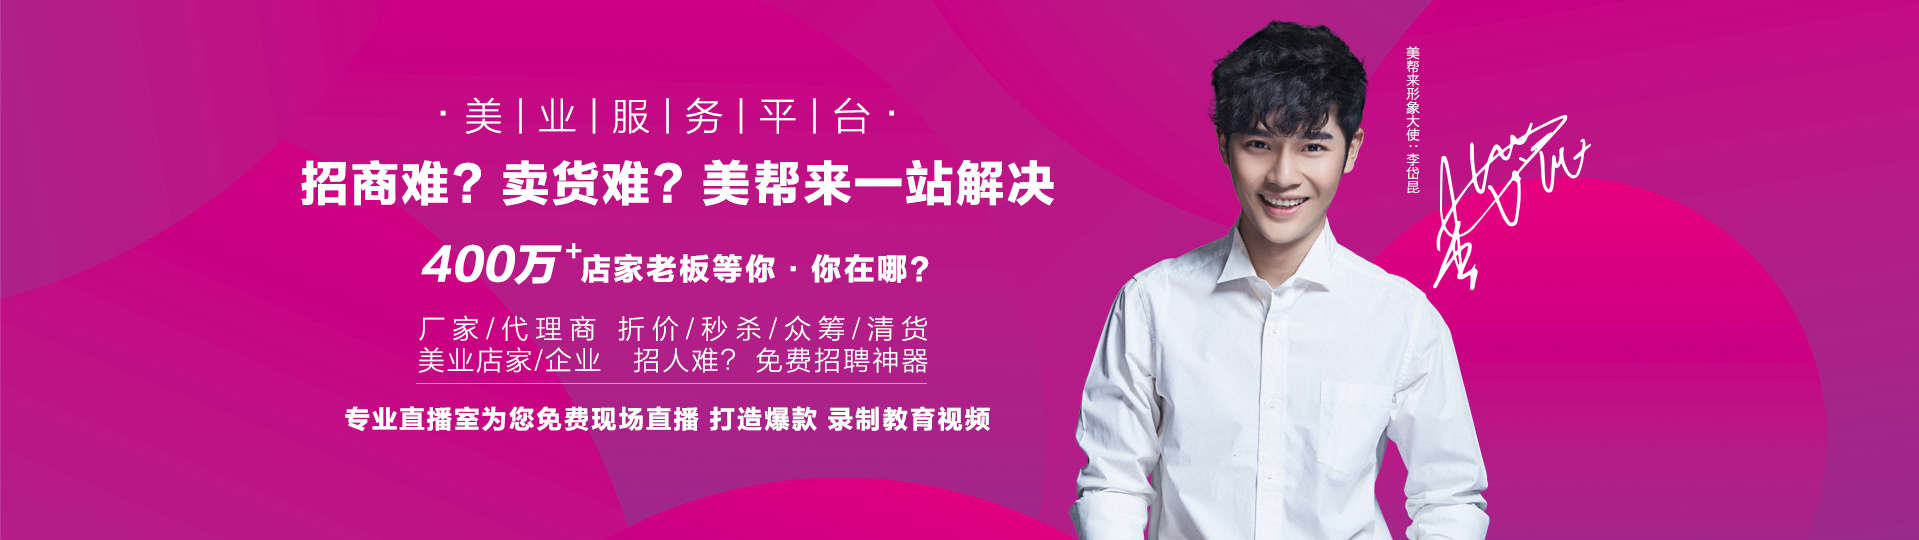 ·美|业|服|务|平|台·
招商难？卖货难？美帮来一站解决
400万+店家老板等你·你在哪？
厂家/代理商 折价/秒杀/众筹/清货
美业店家/企业 招人难？ 免费招聘神器
专业直播室为您免费现场直播 打造爆款 录制教育视频
美帮来形象大使：李岱昆